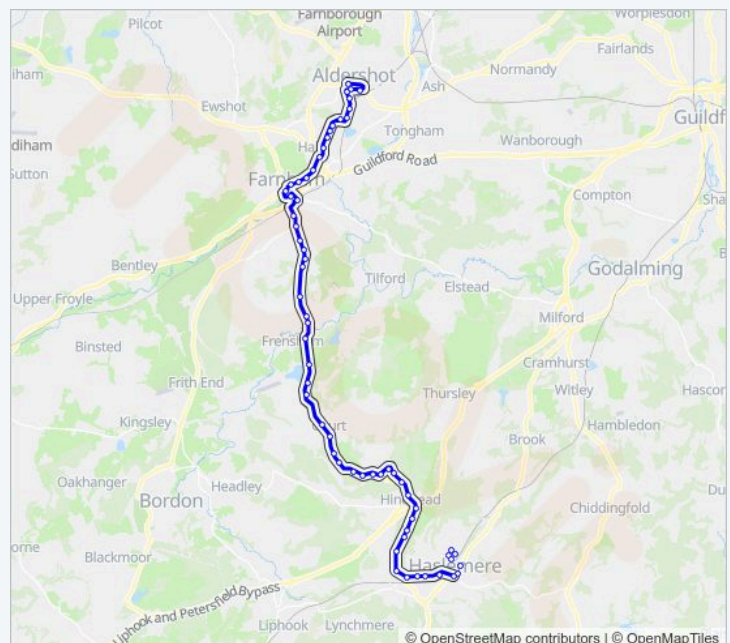 Pilcot
Farnborough
Airport
Worplesdon
Fairlands
Aldershot
Normandy
Ash
Ewshot
Guildf
Tongham
Wanborough
diham
Guildford Road
Compton
Bentley
Tilford
Elstead
Godalming
Upper Froyle
Milford
Binsted
Cramhurst
Frith End
Thursley
Witley
Hascor
Kingsley
Hambledon
Brook
Oakhanger
Headley
Bordon
Chiddingfold
Blackmoor
Liphook and Petersfield Bypass
Liphook
Lynchmere
© OpenStreetMap contributors | © OpenMapTiles